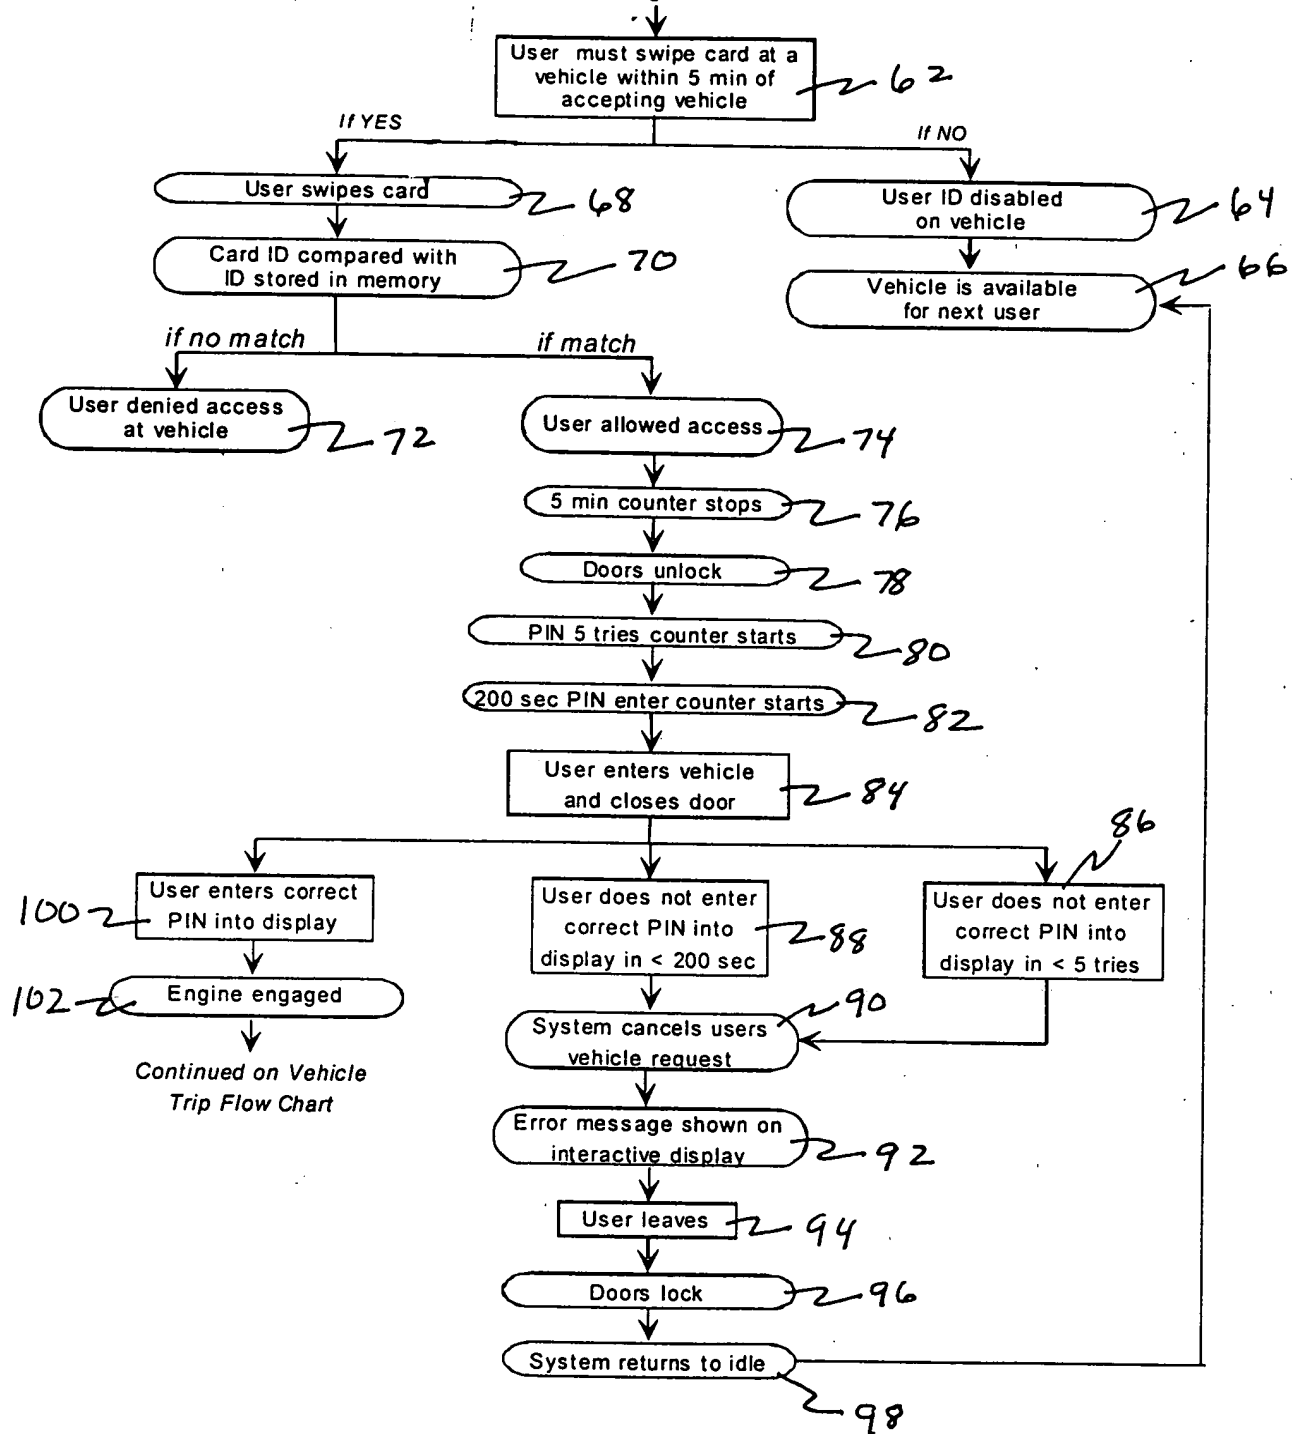 User must swipe card at a
vehicle within 5 min of
accepting vehicle
62
If YES
If NO
User swipes card
68
User ID disabled
on vehicle
64
Card ID compared with
ID stored in memory
70
Vehicle is available
for next user
66
if no match
if match
User denied access
at vehicle
72
User allowed access
74
5 min counter stops
76
Doors unlock
78
PIN 5 tries counter starts
80
200 sec PIN enter counter starts
82
User enters vehicle
and closes door
84
86
User enters correct
PIN into display
100
User does not enter
correct PIN into
display in < 200 sec
88
User does not enter
correct PIN into
display in < 5 tries
Engine engaged
102
System cancels users
vehicle request
90
Continued on Vehicle
Trip Flow Chart
Error message shown on
interactive display
92
User leaves
94
Doors lock
96
System returns to idle
98